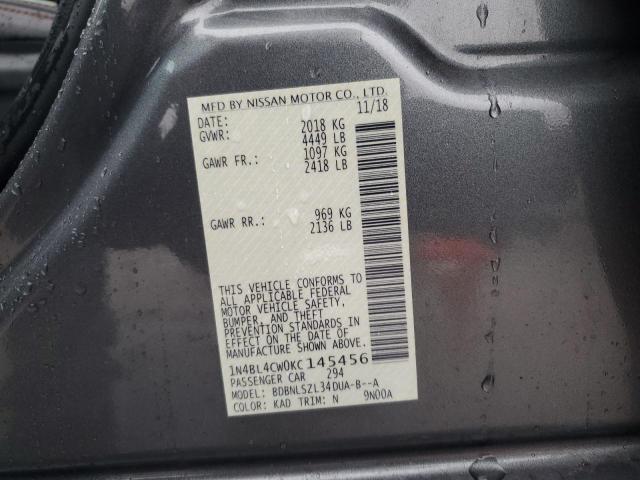 MFD BY NISSAN MOTOR CO., LTD.
DATE: 11/18
GVWR: 2018 KG
4449 LB
GAWR FR.: 1097 KG
2418 LB
GAWR RR.: 969 KG
2136 LB
THIS VEHICLE CONFORMS TO
ALL APPLICABLE FEDERAL
MOTOR VEHICLE SAFETY,
BUMPER, AND THEFT
PREVENTION STANDARDS IN
EFFECT ON THE DATE OF
MANUFACTURE SHOWN ABOVE.
1N4BL4CW0KC145456
PASSENGER CAR 294
MODEL: BDBNLSZL34DUA-B--A
COLOR: KAD TRIM: N 9N00A